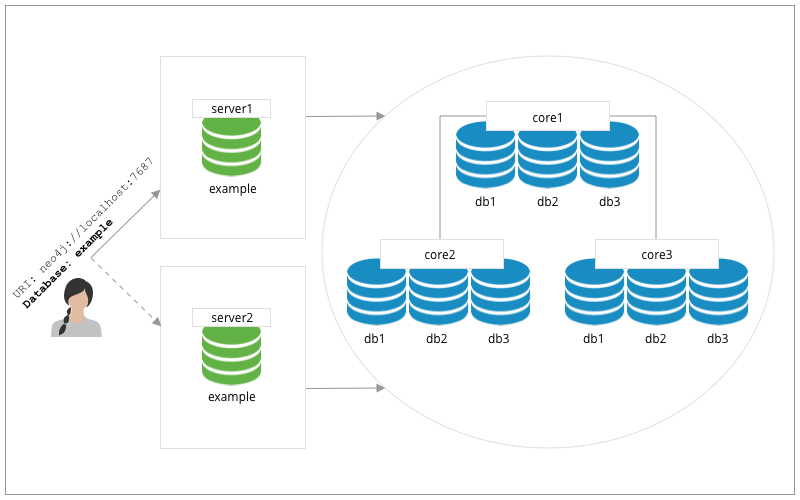 URI: neo4j://localhost:7687
Database: example
server1
example
server2
example
core1
db1
db2
db3
core2
db1
db2
db3
core3
db1
db2
db3